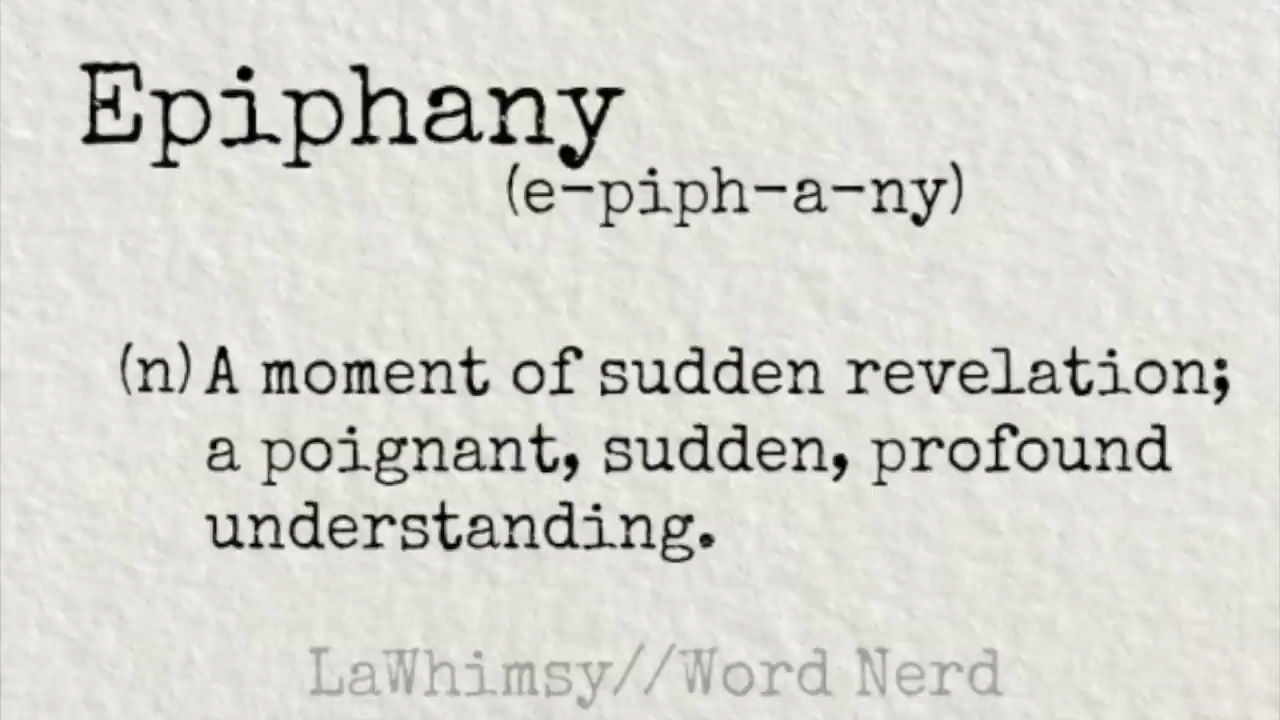 Epiphany
(e-piph-a-ny)
(n) A moment of sudden revelation;
a poignant, sudden, profound
understanding.
LaWhimsy//Word Nerd